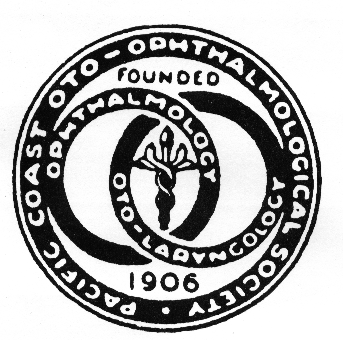 PACIFIC COAST OTO-OPHTHALMOLOGICAL SOCIETY
FOUNDED
OPHTHALMOLOGY
OTO-LARYNGOLOGY
1906